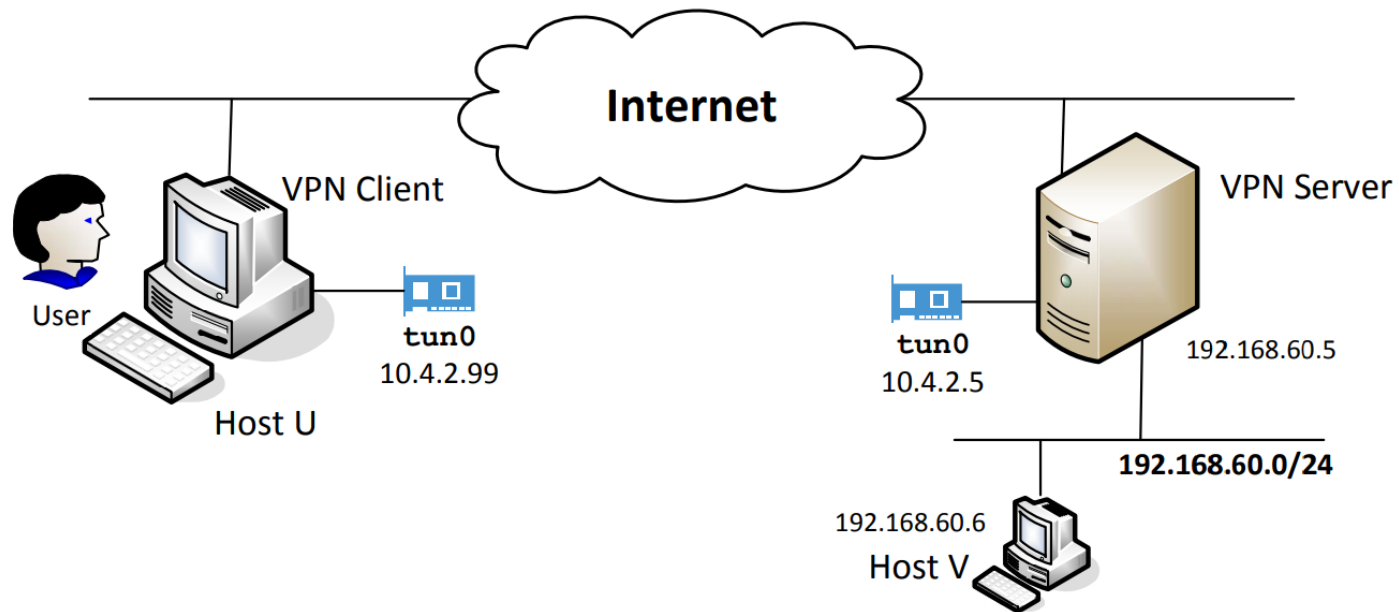 Internet
VPN Client
VPN Server
User
tun0
10.4.2.99
Host U
tun0
10.4.2.5
192.168.60.5
192.168.60.0/24
192.168.60.6
Host V